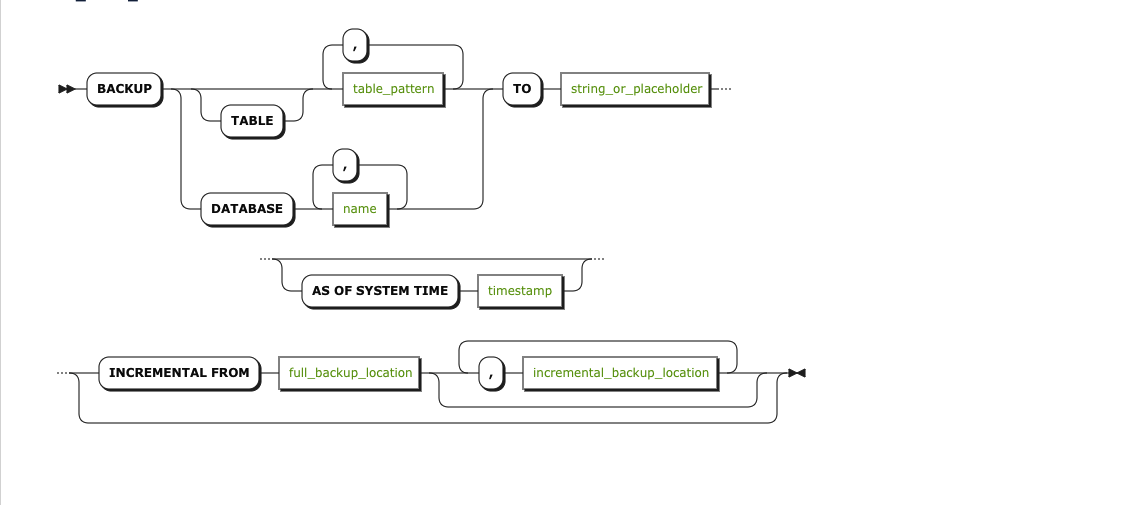 ,
BACKUP table_pattern TO string_or_placeholder
TABLE
,
DATABASE name
AS OF SYSTEM TIME timestamp
INCREMENTAL FROM full_backup_location , incremental_backup_location